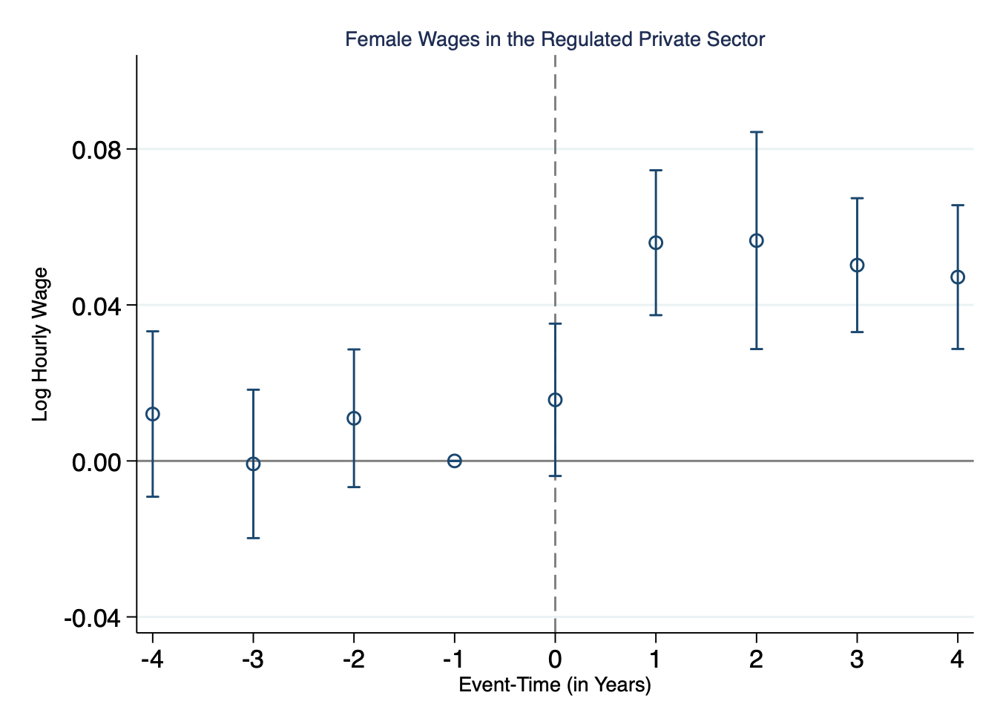 Female Wages in the Regulated Private Sector
Log Hourly Wage
0.08
0.04
0.00
-0.04
-4 -3 -2 -1 0 1 2 3 4
Event-Time (in Years)